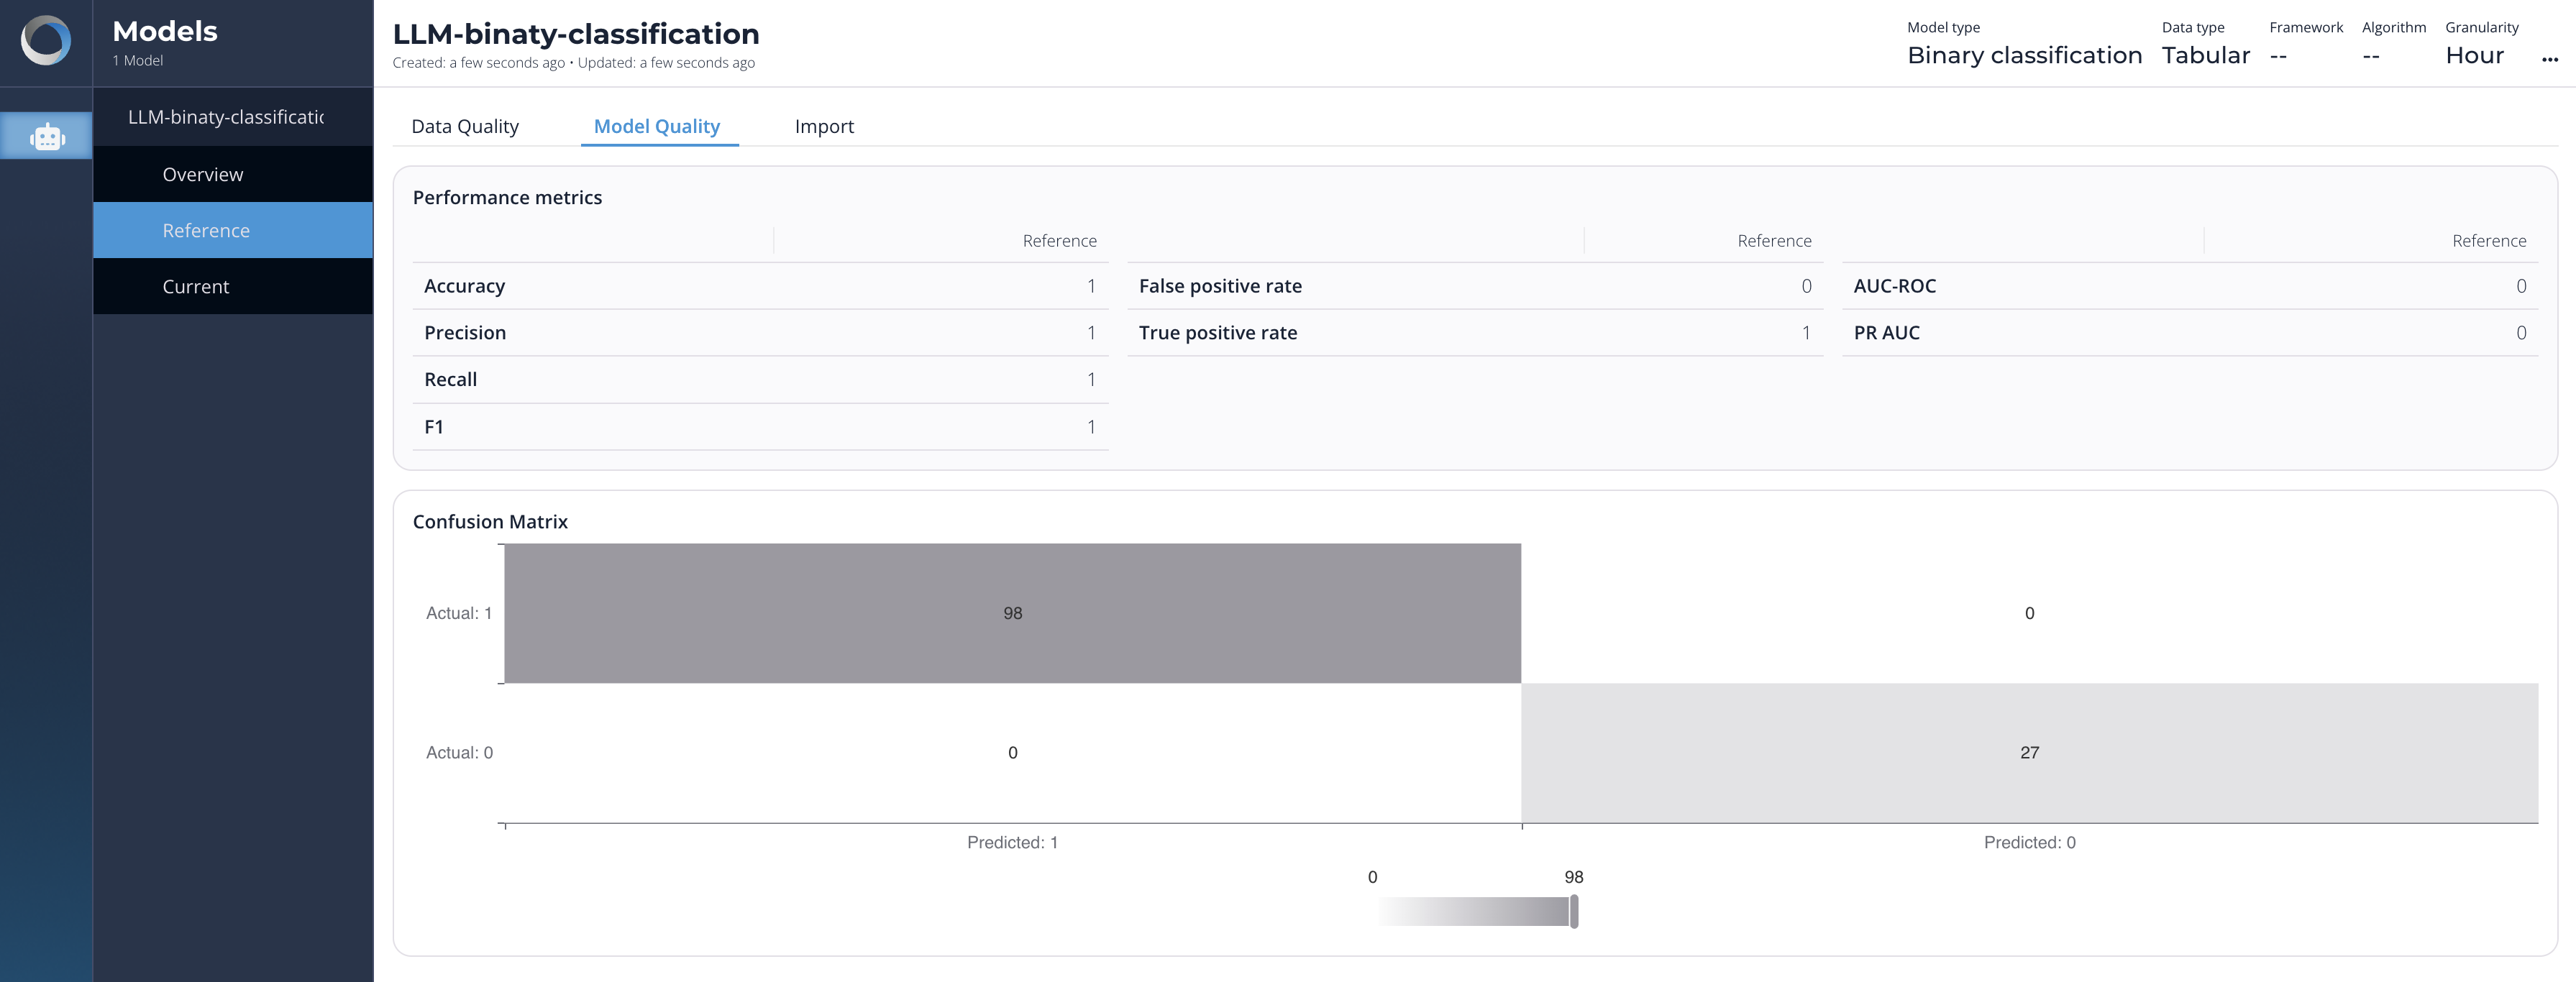 Models
1 Model
LLM-binaty-classificatio
Overview
Reference
Current
LLM-binaty-classification
Created: a few seconds ago • Updated: a few seconds ago
Model type
Binary classification
Data type
Tabular
Framework
--
Algorithm
--
Granularity
Hour
...
Data Quality
Model Quality
Import
Performance metrics
Reference Reference Reference
Accuracy 1 False positive rate 0 AUC-ROC 0
Precision 1 True positive rate 1 PR AUC 0
Recall 1
F1 1
Confusion Matrix
Actual: 1 98 0
Actual: 0 0 27
Predicted: 1 Predicted: 0
0 98